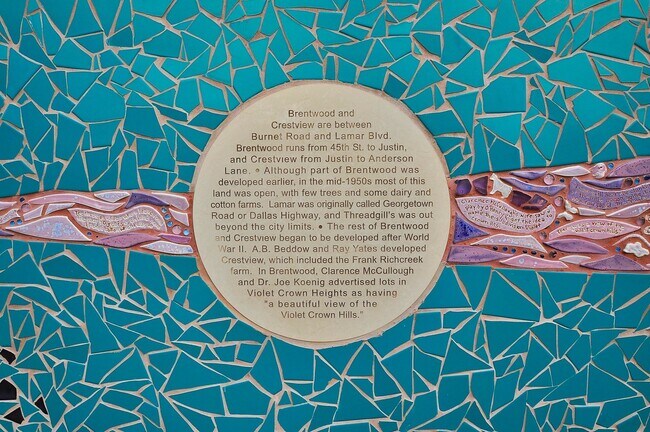 Brentwood and
Crestview are between
Burnet Road and Lamar Blvd.
Brentwood runs from 45th St. to Justin,
and Crestview from Justin to Anderson
Lane. • Although part of Brentwood was
developed earlier, in the mid-1950s most of this
land was open, with few trees and some dairy and
cotton farms. Lamar was originally called Georgetown
Road or Dallas Highway, and Threadgill's was out
beyond the city limits. • The rest of Brentwood
and Crestview began to be developed after World
War II. A.B. Beddow and Ray Yates developed
Crestview, which included the Frank Richcreek
farm. In Brentwood, Clarence McCullough
and Dr. Joe Koenig advertised lots in
Violet Crown Heights as having
"a beautiful view of the
Violet Crown Hills."